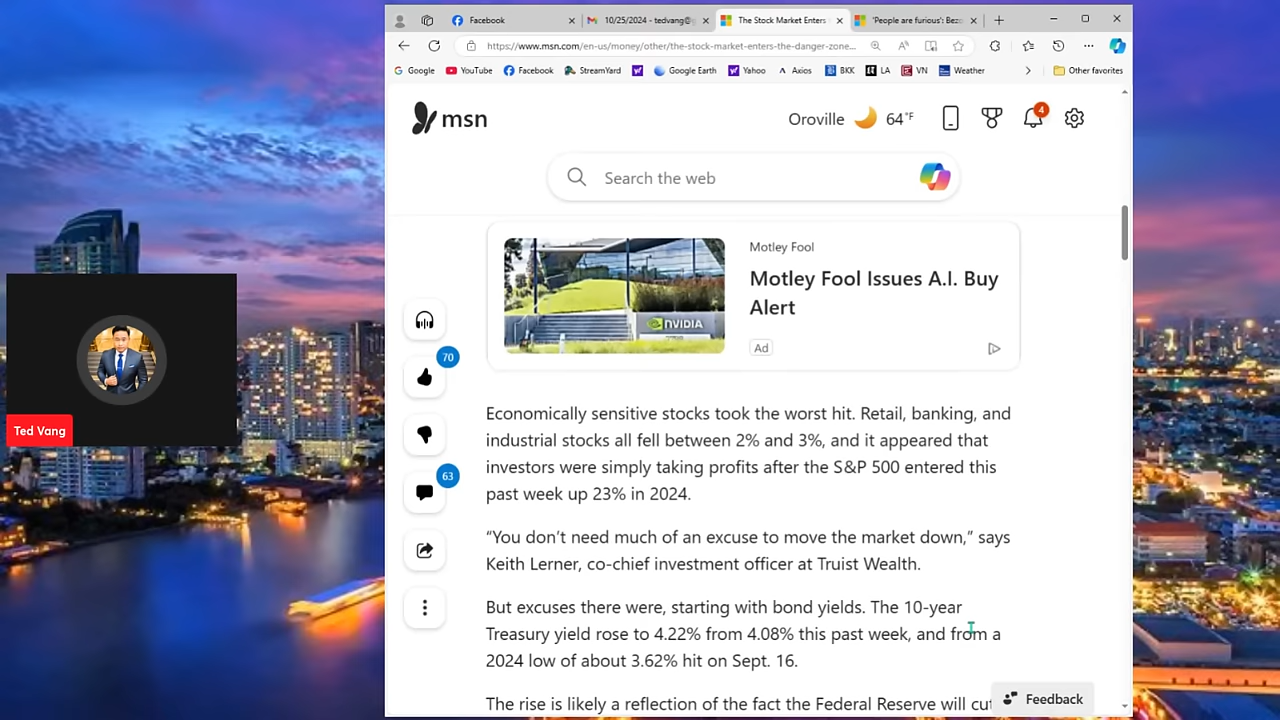 Facebook
10/25/2024 - tedvang@
The Stock Market Enters
'People are furious': Bez
https://www.msn.com/en-us/money/other/the-stock-market-enters-the-danger-zone...
Google
YouTube
Facebook
StreamYard
Google Earth
Yahoo
Axios
BKK
LA
VN
Weather
Other favorites
msn
Oroville
64°F
4
Search the web
Motley Fool
Motley Fool Issues A.I. Buy
Alert
NVIDIA
Ad
70
63
Economically sensitive stocks took the worst hit. Retail, banking, and
industrial stocks all fell between 2% and 3%, and it appeared that
investors were simply taking profits after the S&P 500 entered this
past week up 23% in 2024.
“You don’t need much of an excuse to move the market down,” says
Keith Lerner, co-chief investment officer at Truist Wealth.
But excuses there were, starting with bond yields. The 10-year
Treasury yield rose to 4.22% from 4.08% this past week, and from a
2024 low of about 3.62% hit on Sept. 16.
The rise is likely a reflection of the fact the Federal Reserve will cut
Feedback
Ted Vang